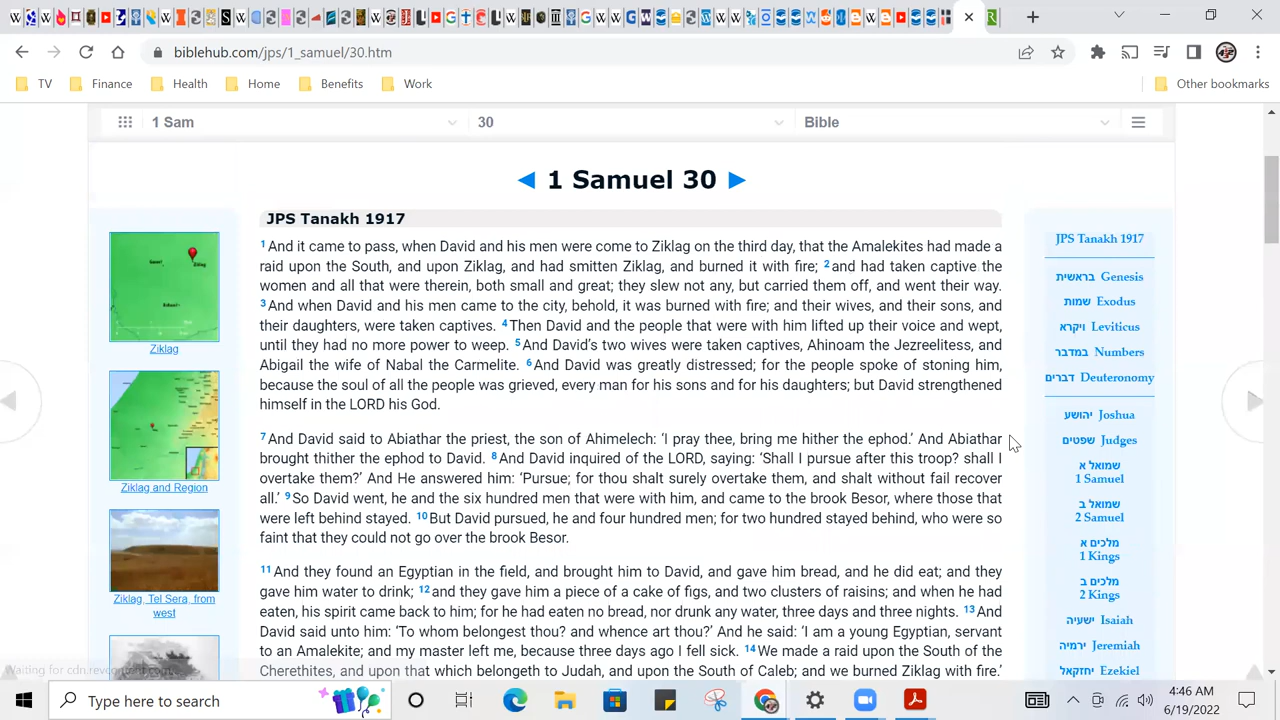 biblehub.com/jps/1_samuel/30.htm
TV Finance Health Home Benefits Work Other bookmarks
1 Sam 30 Bible
1 Samuel 30
JPS Tanakh 1917
1 And it came to pass, when David and his men were come to Ziklag on the third day, that the Amalekites had made a
raid upon the South, and upon Ziklag, and had smitten Ziklag, and burned it with fire; 2 and had taken captive the
women and all that were therein, both small and great; they slew not any, but carried them off, and went their way.
3 And when David and his men came to the city, behold, it was burned with fire; and their wives, and their sons, and
their daughters, were taken captives. 4 Then David and the people that were with him lifted up their voice and wept,
until they had no more power to weep. 5 And David's two wives were taken captives, Ahinoam the Jezreelitess, and
Abigail the wife of Nabal the Carmelite. 6 And David was greatly distressed; for the people spoke of stoning him,
because the soul of all the people was grieved, every man for his sons and for his daughters; but David strengthened
himself in the LORD his God.
7 And David said to Abiathar the priest, the son of Ahimelech: ‘I pray thee, bring me hither the ephod.’ And Abiathar
brought thither the ephod to David. 8 And David inquired of the LORD, saying: ‘Shall I pursue after this troop? shall I
overtake them?’ And He answered him: ‘Pursue; for thou shalt surely overtake them, and shalt without fail recover
all.’ 9 So David went, he and the six hundred men that were with him, and came to the brook Besor, where those that
were left behind stayed. 10 But David pursued, he and four hundred men; for two hundred stayed behind, who were so
faint that they could not go over the brook Besor.
11 And they found an Egyptian in the field, and brought him to David, and gave him bread, and he did eat; and they
gave him water to drink; 12 and they gave him a piece of a cake of figs, and two clusters of raisins; and when he had
eaten, his spirit came back to him; for he had eaten no bread, nor drunk any water, three days and three nights. 13 And
David said unto him: ‘To whom belongest thou? and whence art thou?’ And he said: ‘I am a young Egyptian, servant
to an Amalekite; and my master left me, because three days ago I fell sick. 14 We made a raid upon the South of the
Cherethites, and upon that which belongeth to Judah, and upon the South of Caleb; and we burned Ziklag with fire.’
Ziklag
Ziklag and Region
Ziklag, Tel Sera, from
west
JPS Tanakh 1917
בראשית Genesis
שמות Exodus
ויקרא Leviticus
במדבר Numbers
דברים Deuteronomy
יהושע Joshua
שפטים Judges
שמואל א
1 Samuel
שמואל ב
2 Samuel
מלכים א
1 Kings
מלכים ב
2 Kings
ישעיה Isaiah
ירמיה Jeremiah
יחזקאל Ezekiel
Waiting for cdn.revcontent.com...
Type here to search
4:46 AM
6/19/2022